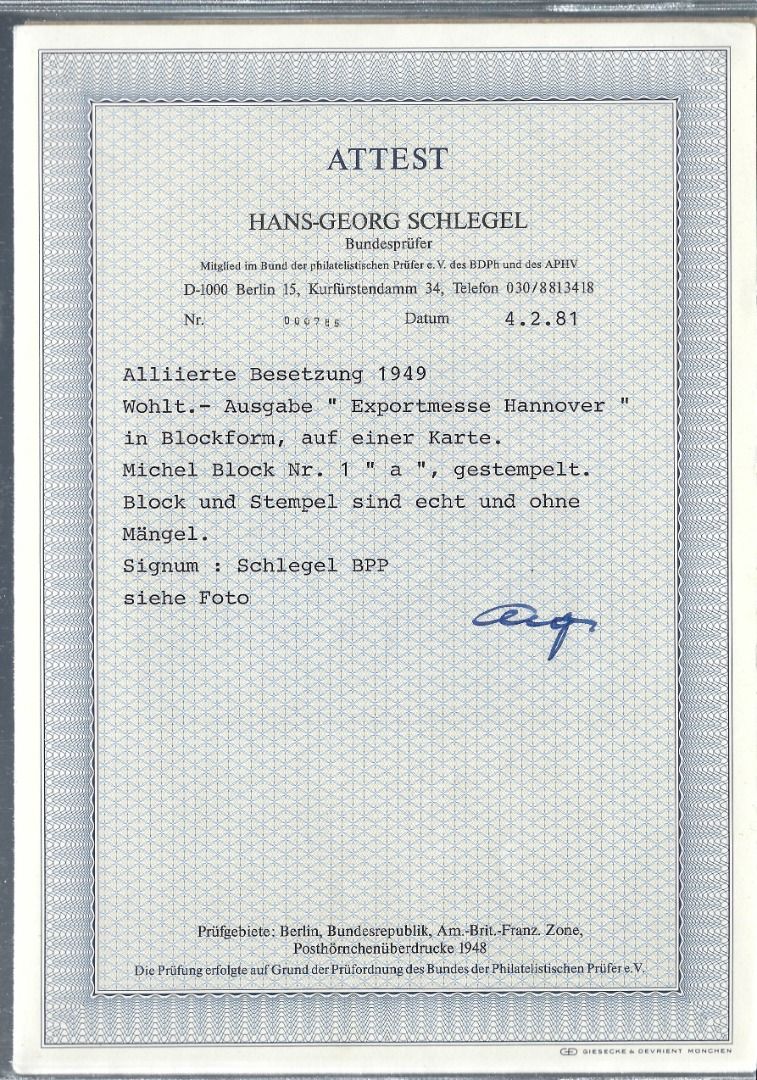 ATTEST
HANS-GEORG SCHLEGEL
Bundesprüfer
Mitglied im Bund der philatelistischen Prüfer e. V. des BDPh und des APHV
D-1000 Berlin 15, Kurfürstendamm 34, Telefon 030/8813418
Nr. Datum 4.2.81
Alliierte Besetzung 1949
Wohlt.- Ausgabe " Exportmesse Hannover "
in Blockform, auf einer Karte.
Michel Block Nr. 1 " a ", gestempelt.
Block und Stempel sind echt und ohne
Mängel.
Signum : Schlegel BPP
siehe Foto
Prüfgebiete: Berlin, Bundesrepublik, Am.-Brit.-Franz. Zone,
Posthörnchenüberdrucke 1948
Die Prüfung erfolgte auf Grund der Prüfordnung des Bundes der Philatelistischen Prüfer e.V.
GIESECKE & DEVRIENT MÜNCHEN